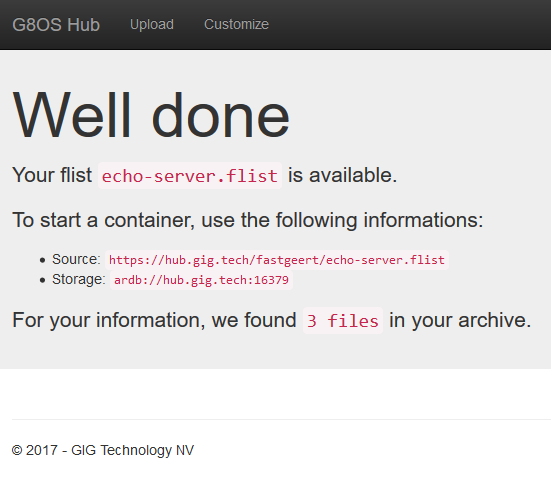 G8OS Hub Upload Customize
Well done
Your flist echo-server.flist is available.
To start a container, use the following informations:
Source: https://hub.gig.tech/fastgeert/echo-server.flist
Storage: ardb://hub.gig.tech:16379
For your information, we found 3 files in your archive.
© 2017 - GIG Technology NV